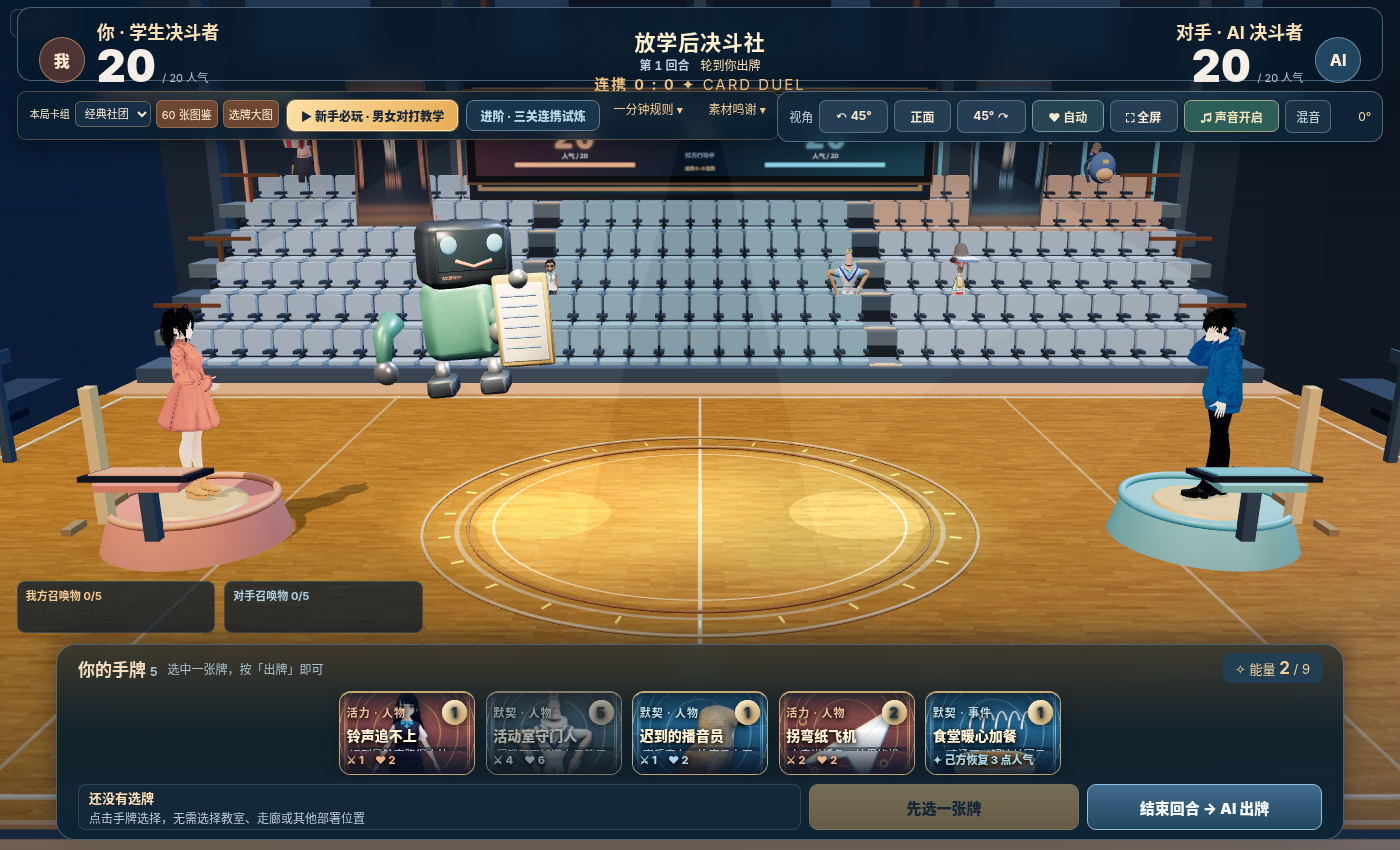 我
你 · 学生决斗者
20 / 20 人气
放学后决斗社
第 1 回合 轮到你出牌
连携 0 : 0 ✦ CARD DUEL
对手 · AI 决斗者
20 / 20 人气
AI
本局卡组 经典社团 60 张图鉴 选牌大图 ▶ 新手必玩 · 男女对打教学 进阶 · 三关连携试炼 一分钟规则 ▾ 素材鸣谢 ▾
视角 ↶ 45° 正面 45° ↷ ♥ 自动 ⛶ 全屏 ♫ 声音开启 混音 0°
20 20
人气 / 20 人气 / 20
我方召唤物 0/5
对手召唤物 0/5
你的手牌 5 选中一张牌，按「出牌」即可
✧ 能量 2 / 9
活力 · 人物 1
铃声追不上
⚔ 1 ♥ 2
默契 · 人物 5
活动室守门人
⚔ 4 ♥ 6
默契 · 人物 1
迟到的播音员
⚔ 1 ♥ 2
活力 · 人物 2
拐弯纸飞机
⚔ 2 ♥ 2
默契 · 事件 1
食堂暖心加餐
✦ 己方恢复 3 点人气
还没有选牌
点击手牌选择，无需选择教室、走廊或其他部署位置
先选一张牌
结束回合 → AI 出牌